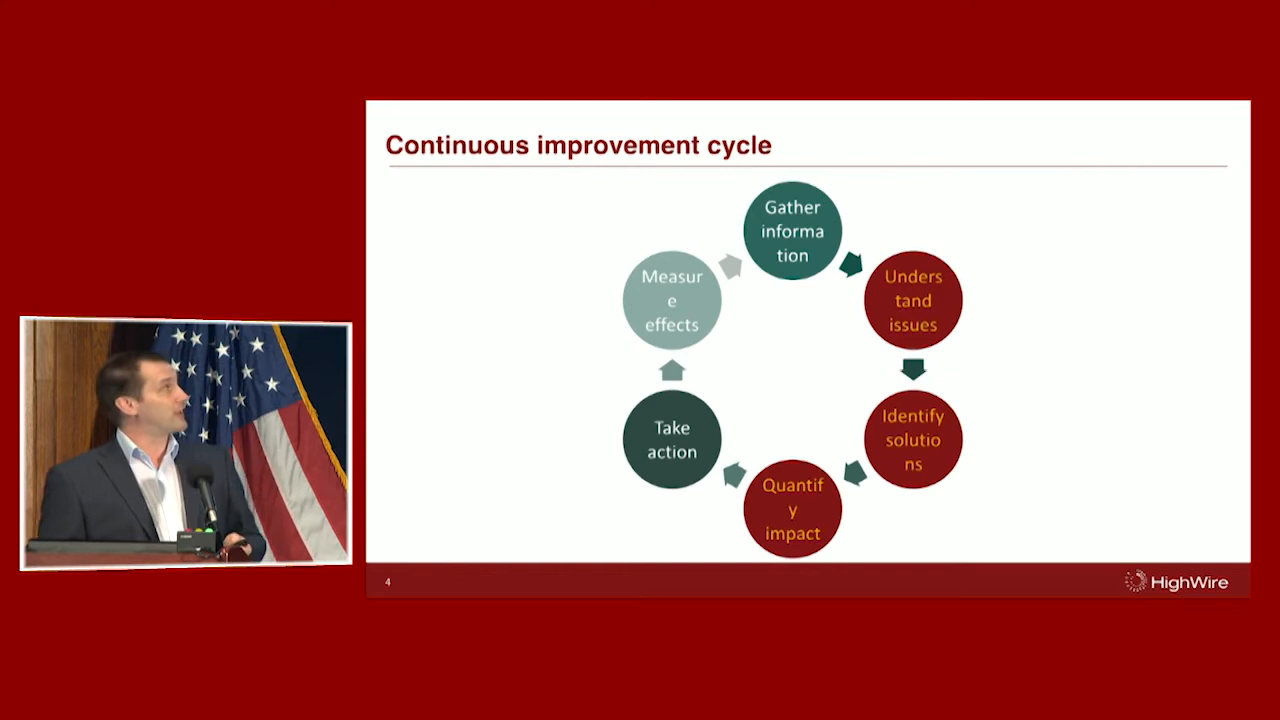 Continuous improvement cycle
Gather
informa
tion
Unders
tand
issues
Identify
solutio
ns
Quantif
y
impact
Take
action
Measur
e
effects
4
HighWire